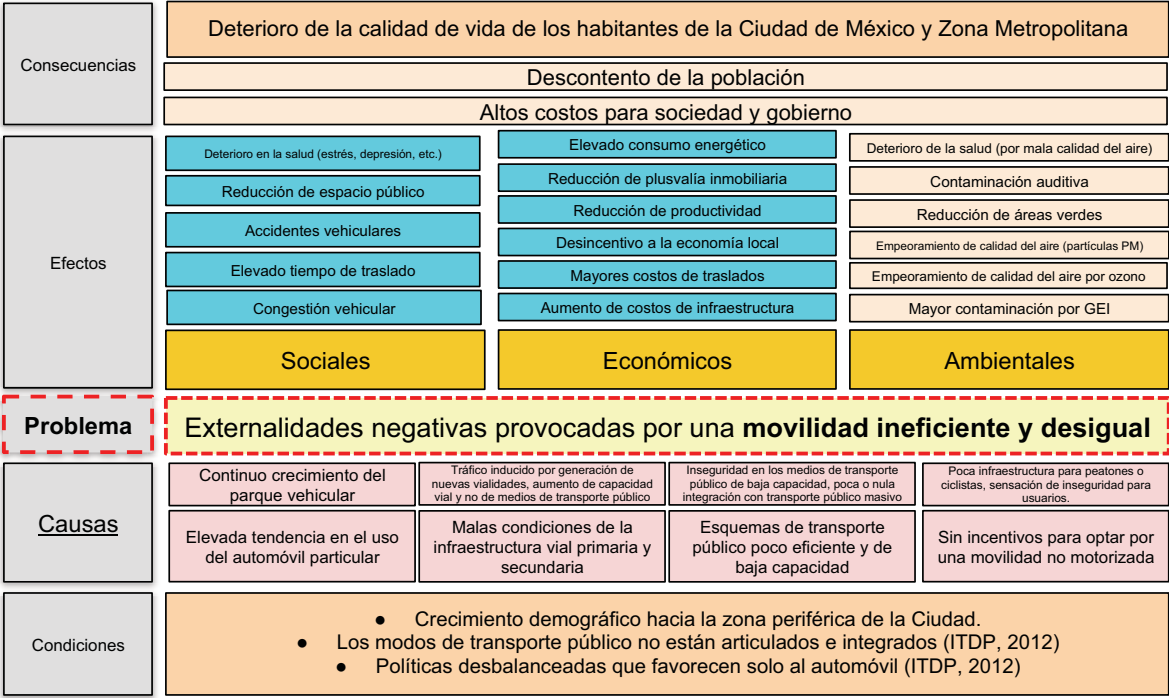 Consecuencias
Deterioro de la calidad de vida de los habitantes de la Ciudad de México y Zona Metropolitana
Descontento de la población
Altos costos para sociedad y gobierno
Efectos
Deterioro en la salud (estrés, depresión, etc.)
Reducción de espacio público
Accidentes vehiculares
Elevado tiempo de traslado
Congestión vehicular
Sociales
Elevado consumo energético
Reducción de plusvalía inmobiliaria
Reducción de productividad
Desincentivo a la economía local
Mayores costos de traslados
Aumento de costos de infraestructura
Económicos
Deterioro de la salud (por mala calidad del aire)
Contaminación auditiva
Reducción de áreas verdes
Empeoramiento de calidad del aire (partículas PM)
Empeoramiento de calidad del aire por ozono
Mayor contaminación por GEI
Ambientales
Problema
Externalidades negativas provocadas por una movilidad ineficiente y desigual
Causas
Continuo crecimiento del
parque vehicular
Tráfico inducido por generación de
nuevas vialidades, aumento de capacidad
vial y no de medios de transporte público
Inseguridad en los medios de transporte
público de baja capacidad, poca o nula
integración con transporte público masivo
Poca infraestructura para peatones o
ciclistas, sensación de inseguridad para
usuarios.
Elevada tendencia en el uso
del automóvil particular
Malas condiciones de la
infraestructura vial primaria y
secundaria
Esquemas de transporte
público poco eficiente y de
baja capacidad
Sin incentivos para optar por
una movilidad no motorizada
Condiciones
● Crecimiento demográfico hacia la zona periférica de la Ciudad.
● Los modos de transporte público no están articulados e integrados (ITDP, 2012)
● Políticas desbalanceadas que favorecen solo al automóvil (ITDP, 2012)